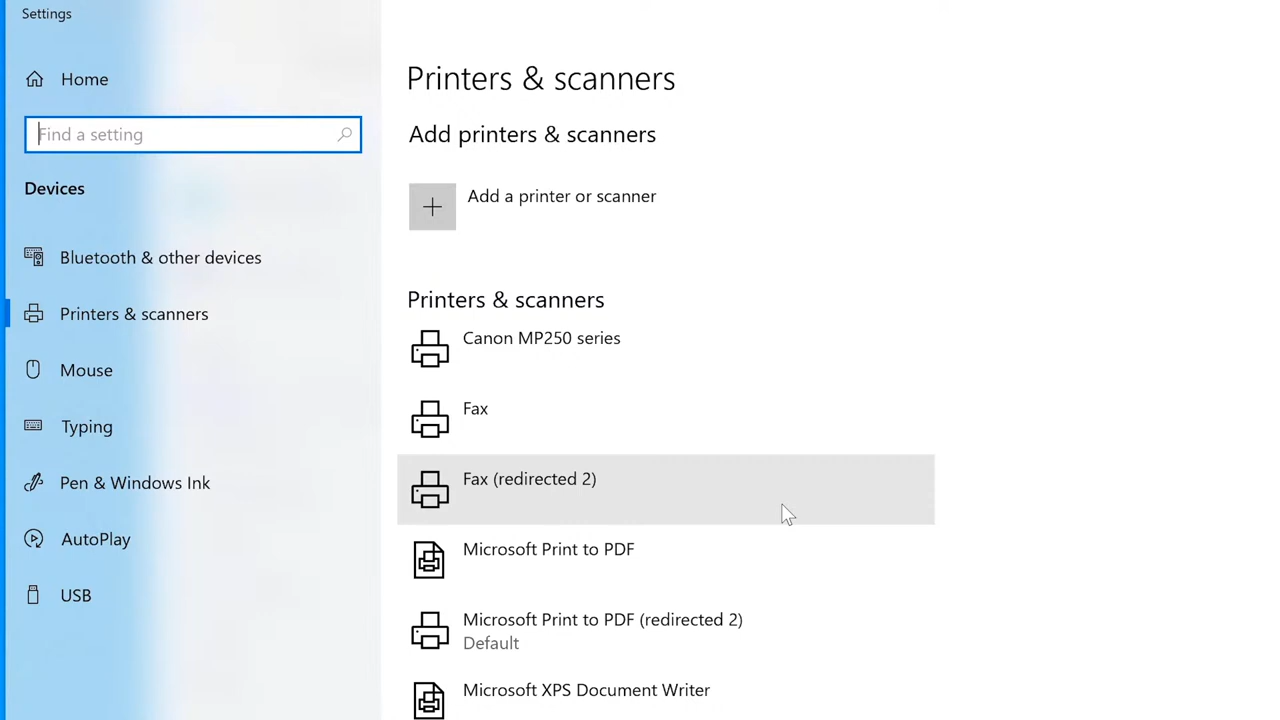 Settings
Home
Find a setting
Devices
Bluetooth & other devices
Printers & scanners
Mouse
Typing
Pen & Windows Ink
AutoPlay
USB
Printers & scanners
Add printers & scanners
Add a printer or scanner
Printers & scanners
Canon MP250 series
Fax
Fax (redirected 2)
Microsoft Print to PDF
Microsoft Print to PDF (redirected 2)
Default
Microsoft XPS Document Writer